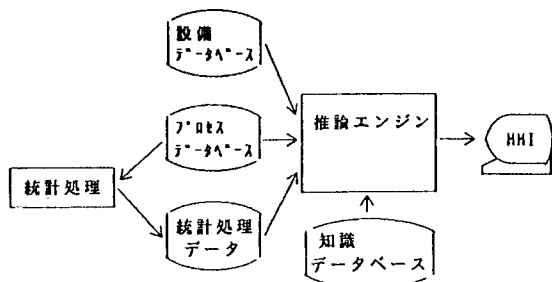 設備
データベース
プロセス
データベース
推論エンジン
MMI
統計処理
統計処理
データ
知識
データベース